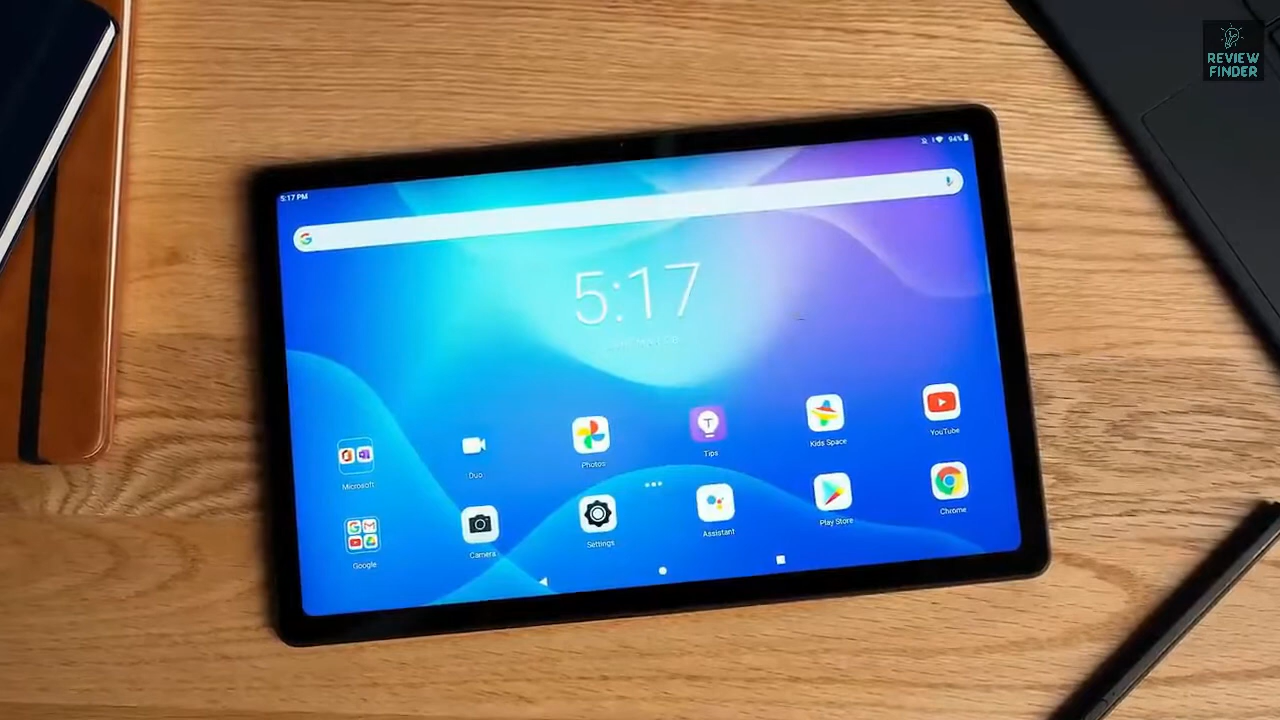 REVIEW
FINDER
5:17 PM
94%
5:17
Microsoft
Duo
Photos
Tips
Kids Space
YouTube
Google
Camera
Settings
Assistant
Play Store
Chrome